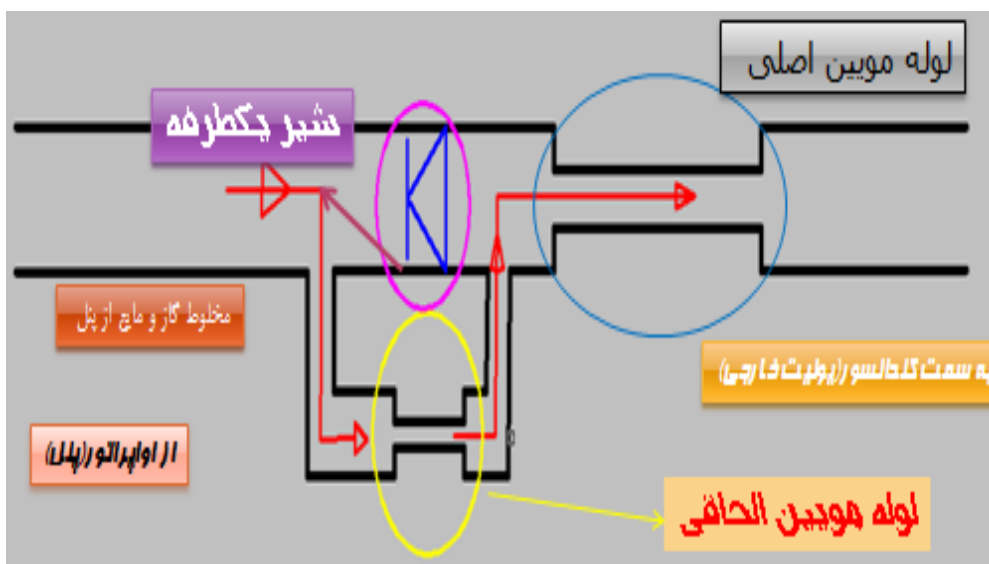 لوله مویین اصلی
شیر یکطرفه
مخلوط گاز و مایع از پنل
به سمت کندانسور(یونیت خارجی)
از اواپراتور(پنل)
لوله مویین الحاقی